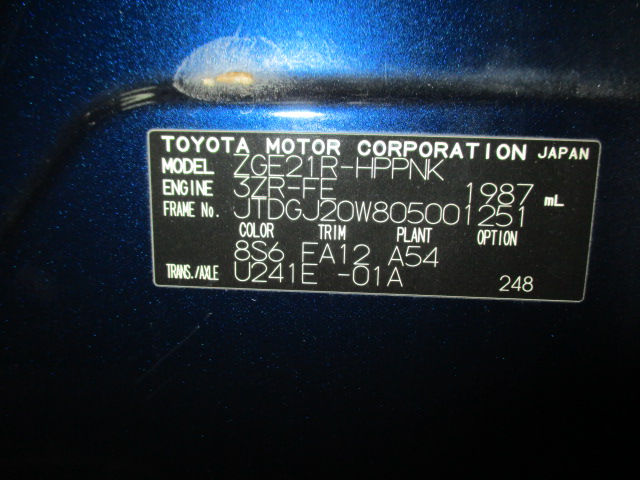 TOYOTA MOTOR CORPORATION JAPAN
MODEL ZGE21R-HPPNK
ENGINE 3ZR-FE 1987 mL
FRAME No. JTDGJ20W805001251
COLOR TRIM PLANT OPTION
8S6 FA12 A54
TRANS./AXLE U241E -01A 248